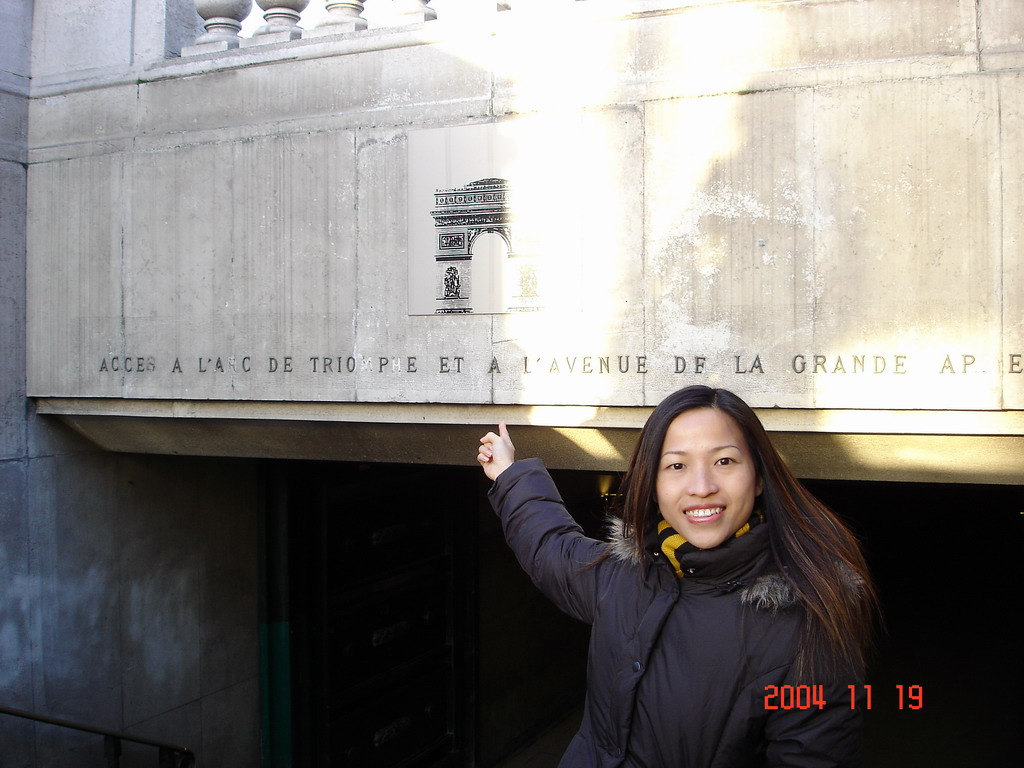 ACCES A L'ARC DE TRIOMPHE ET A L'AVENUE DE LA GRANDE
2004 11 19